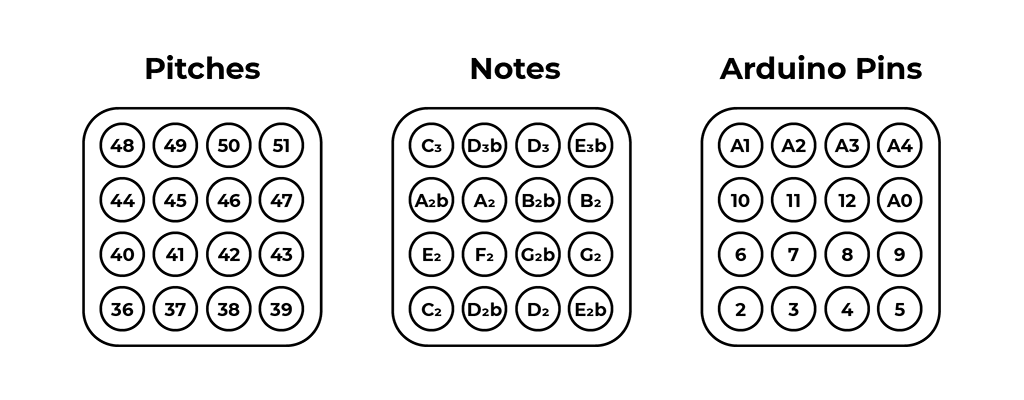 Pitches Notes Arduino Pins
48 49 50 51 C₃ D₃b D₃ E₃b A1 A2 A3 A4
44 45 46 47 A₂b A₂ B₂b B₂ 10 11 12 A0
40 41 42 43 E₂ F₂ G₂b G₂ 6 7 8 9
36 37 38 39 C₂ D₂b D₂ E₂b 2 3 4 5